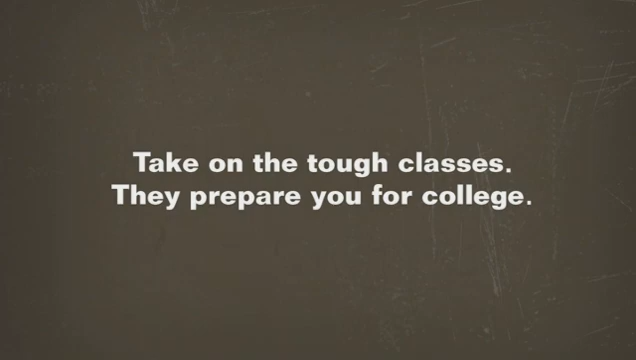 Take on the tough classes.
They prepare you for college.